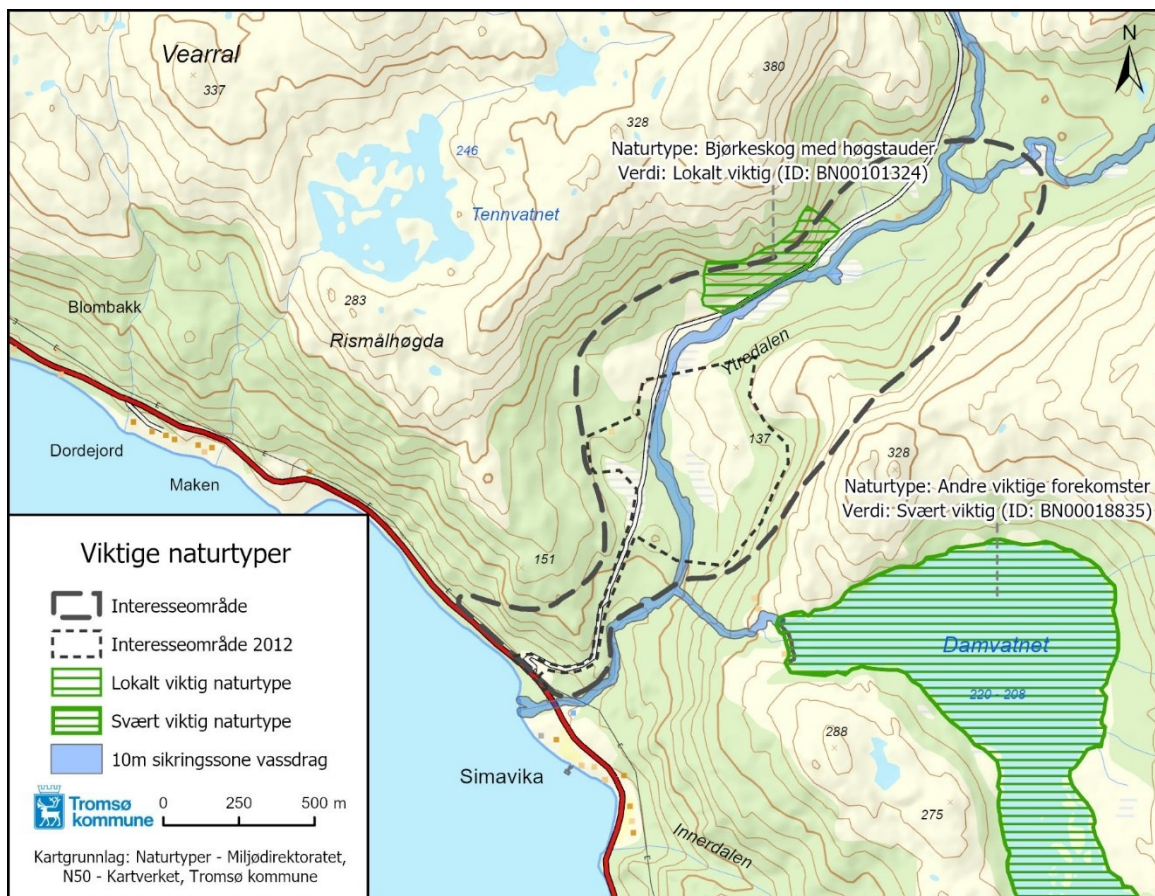 Vearral
337
380
N
328
Naturtype: Bjørkeskog med høgstauder
Verdi: Lokalt viktig (ID: BN00101324)
246
Tennvatnet
283
Rismålhøgda
Blombakk
Ytredalen
137
328
Dordejord
Maken
Naturtype: Andre viktige forekomster
Verdi: Svært viktig (ID: BN00018835)
151
Damvatnet
220 - 208
288
275
Simavika
Innerdalen
Viktige naturtyper
Interesseområde
Interesseområde 2012
Lokalt viktig naturtype
Svært viktig naturtype
10m sikringssone vassdrag
Tromsø
kommune
0 250 500 m
Kartgrunnlag: Naturtyper - Miljødirektoratet,
N50 - Kartverket, Tromsø kommune